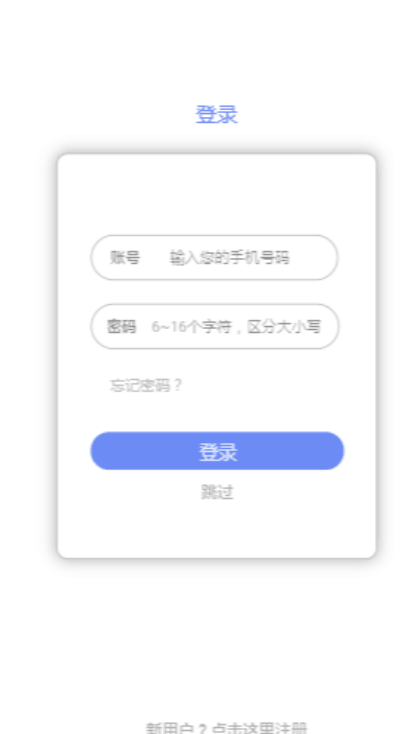 登录
账号 输入您的手机号码
密码 6~16个字符，区分大小写
忘记密码？
登录
跳过
新用户？点击这里注册